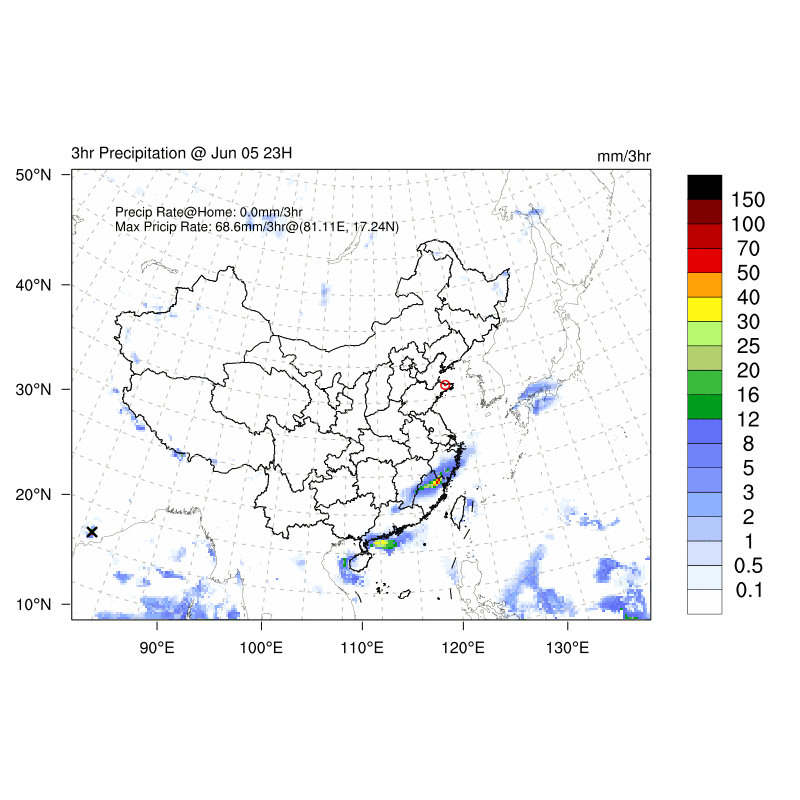 3hr Precipitation @ Jun 05 23H
mm/3hr
Precip Rate@Home: 0.0mm/3hr
Max Pricip Rate: 68.6mm/3hr@(81.11E, 17.24N)
50°N
40°N
30°N
20°N
10°N
90°E
100°E
110°E
120°E
130°E
150
100
70
50
40
30
25
20
16
12
8
5
3
2
1
0.5
0.1